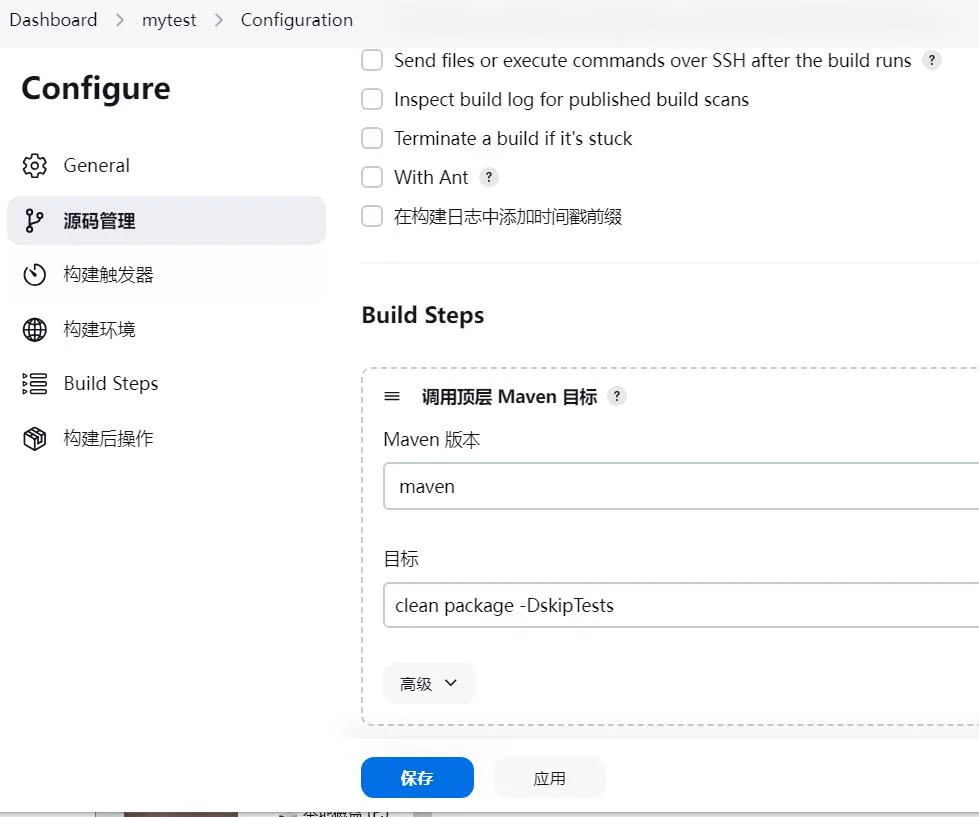 Dashboard > mytest > Configuration
Configure
General
源码管理
构建触发器
构建环境
Build Steps
构建后操作
Send files or execute commands over SSH after the build runs ?
Inspect build log for published build scans
Terminate a build if it's stuck
With Ant ?
在构建日志中添加时间戳前缀
Build Steps
调用顶层 Maven 目标 ?
Maven 版本
maven
目标
clean package -DskipTests
高级
保存
应用